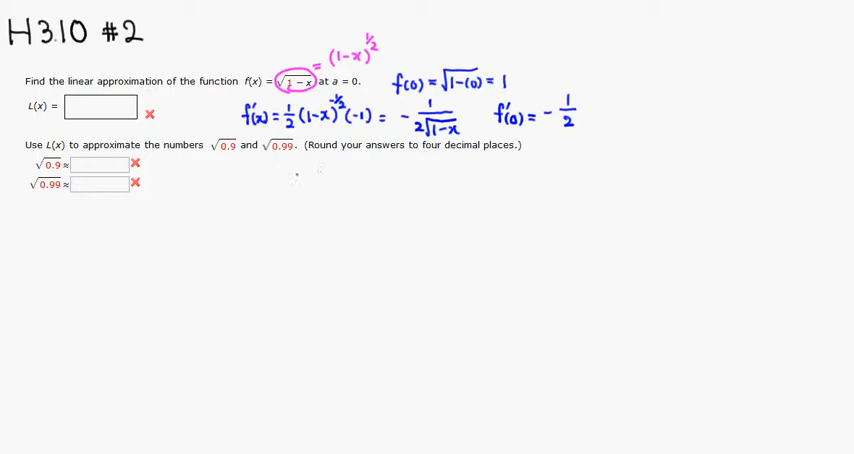 H3.10 #2
= (1-x)^{1/2}
Find the linear approximation of the function f(x) = √(1 − x) at a = 0.
f(0) = √(1-(0)) = 1
L(x) =
f'(x) = 1/2 (1-x)^{-1/2} (-1) = - 1/(2√(1-x))
f'(0) = - 1/2
Use L(x) to approximate the numbers √0.9 and √0.99. (Round your answers to four decimal places.)
√0.9 ≈
√0.99 ≈